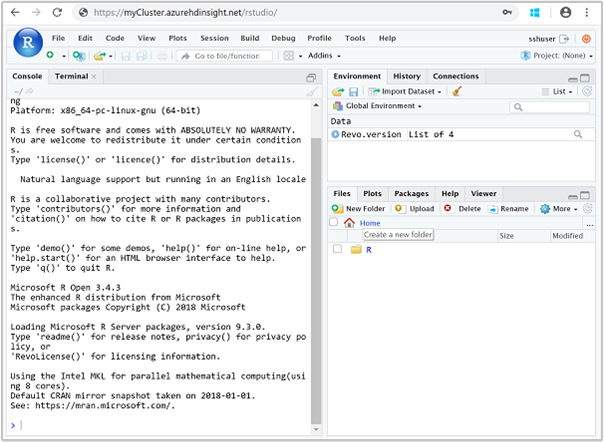 https://myCluster.azurehdinsight.net/rstudio/
R
File Edit Code View Plots Session Build Debug Profile Tools Help
sshuser
Go to file/function
Addins
Project: (None)
Console Terminal
~/
ng
Platform: x86_64-pc-linux-gnu (64-bit)
R is free software and comes with ABSOLUTELY NO WARRANTY.
You are welcome to redistribute it under certain condition
s.
Type 'license()' or 'licence()' for distribution details.
Natural language support but running in an English locale
R is a collaborative project with many contributors.
Type 'contributors()' for more information and
'citation()' on how to cite R or R packages in publication
s.
Type 'demo()' for some demos, 'help()' for on-line help, or
'help.start()' for an HTML browser interface to help.
Type 'q()' to quit R.
Microsoft R Open 3.4.3
The enhanced R distribution from Microsoft
Microsoft packages Copyright (C) 2018 Microsoft
Loading Microsoft R Server packages, version 9.3.0.
Type 'readme()' for release notes, privacy() for privacy po
licy, or
'RevoLicense()' for licensing information.
Using the Intel MKL for parallel mathematical computing(usi
ng 8 cores).
Default CRAN mirror snapshot taken on 2018-01-01.
See: https://mran.microsoft.com/.
>
Environment History Connections
Import Dataset
List
Global Environment
Data
Revo.version List of 4
Files Plots Packages Help Viewer
New Folder Upload Delete Rename More
Home
...
Create a new folder
Size Modified
R